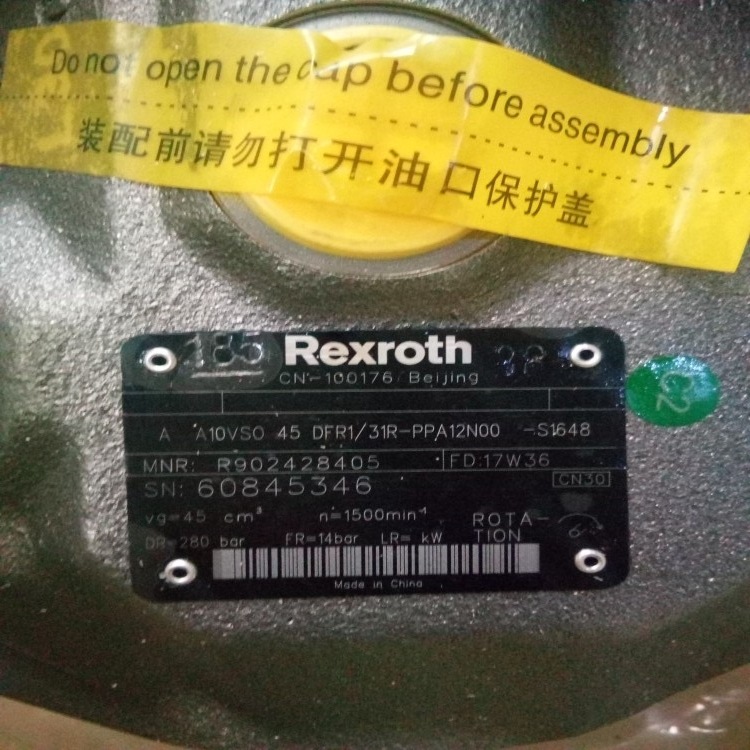 Do not open the cap before assembly
装配前请勿打开油口保护盖
185 Rexroth
CN-100176 Beijing
A A10VSO 45 DFR1/31R-PPA12N00 -S1648
MNR: R902428405 FD:17W36
SN: 60845346 CN30
vg=45 cm³ n=1500min⁻¹ ROTA-
TION
DR=280 bar FR=14bar LR= kW
Made in China
C2